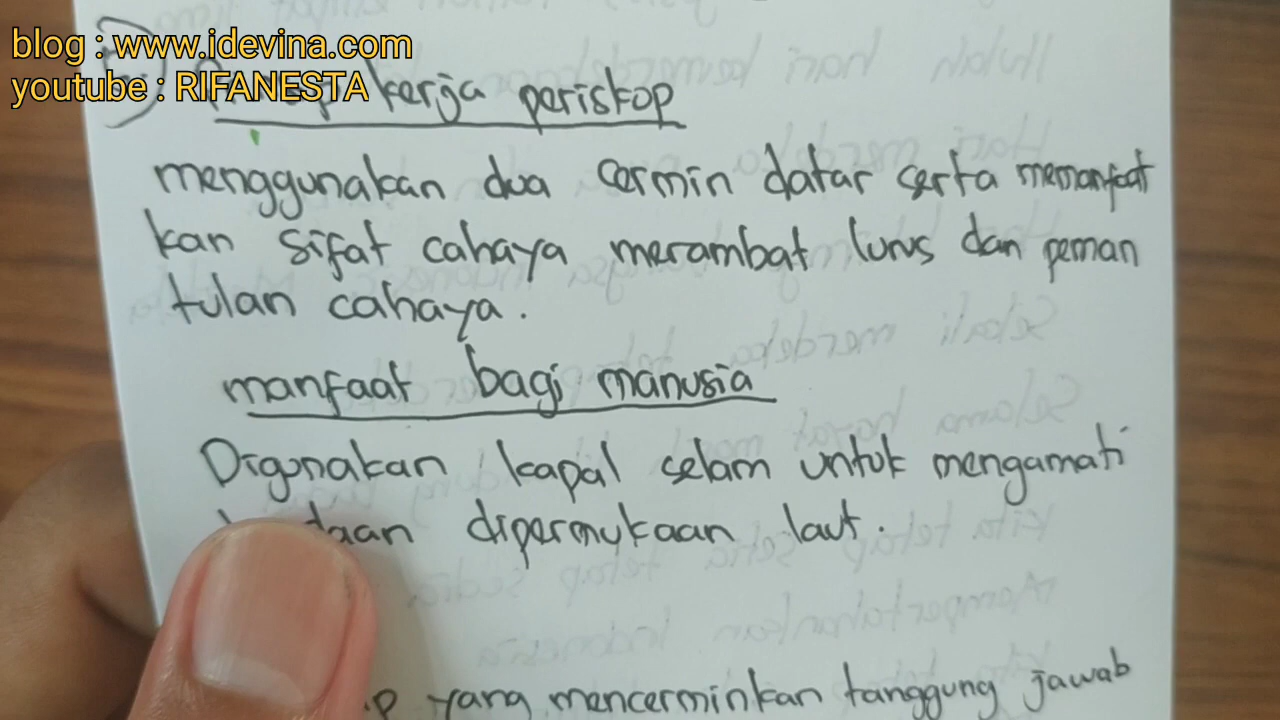 blog : www.idevina.com
youtube : RIFANESTA
kerja periskop
menggunakan dua cermin datar serta memanfaat
kan sifat cahaya merambat lurus dan peman
tulan cahaya.
manfaat bagi manusia
Digunakan kapal selam untuk mengamati
dipermukaan laut.
yang mencerminkan tanggung jawab